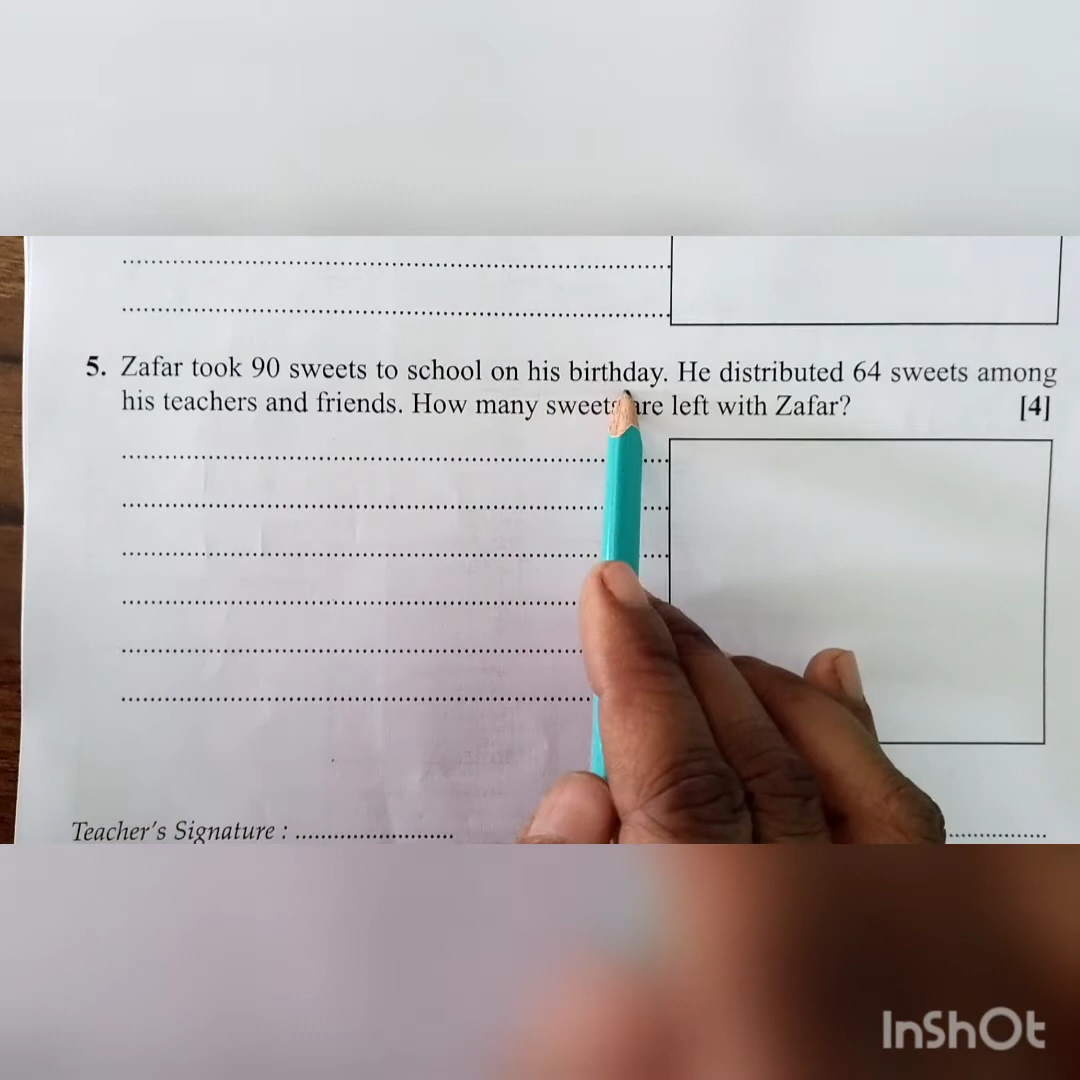 5. Zafar took 90 sweets to school on his birthday. He distributed 64 sweets among
his teachers and friends. How many sweets are left with Zafar? [4]
Teacher's Signature :
InShOt